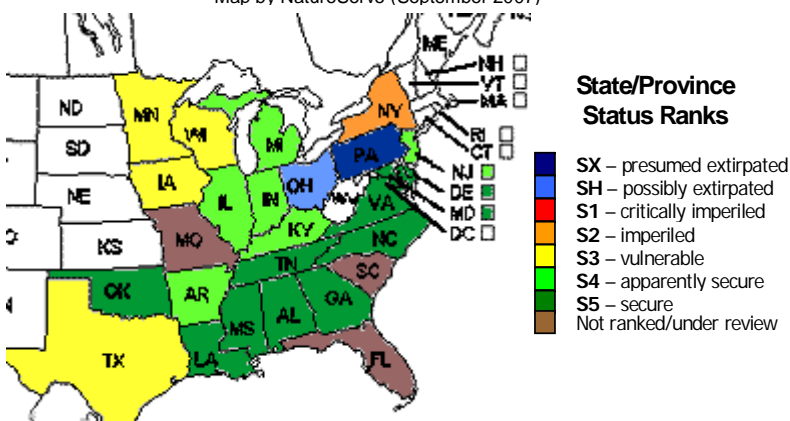 Map by NatureServe (September 2007)
ME
NH
VT
MA
ND
MN
NY
SD
WI
MI
RI
CT
PA
NJ
IA
OH
DE
NE
IL
IN
VA
MD
KS
MO
KY
DC
NC
TN
OK
AR
SC
MS
AL
GA
TX
LA
FL
State/Province
Status Ranks
SX – presumed extirpated
SH – possibly extirpated
S1 – critically imperiled
S2 – imperiled
S3 – vulnerable
S4 – apparently secure
S5 – secure
Not ranked/under review